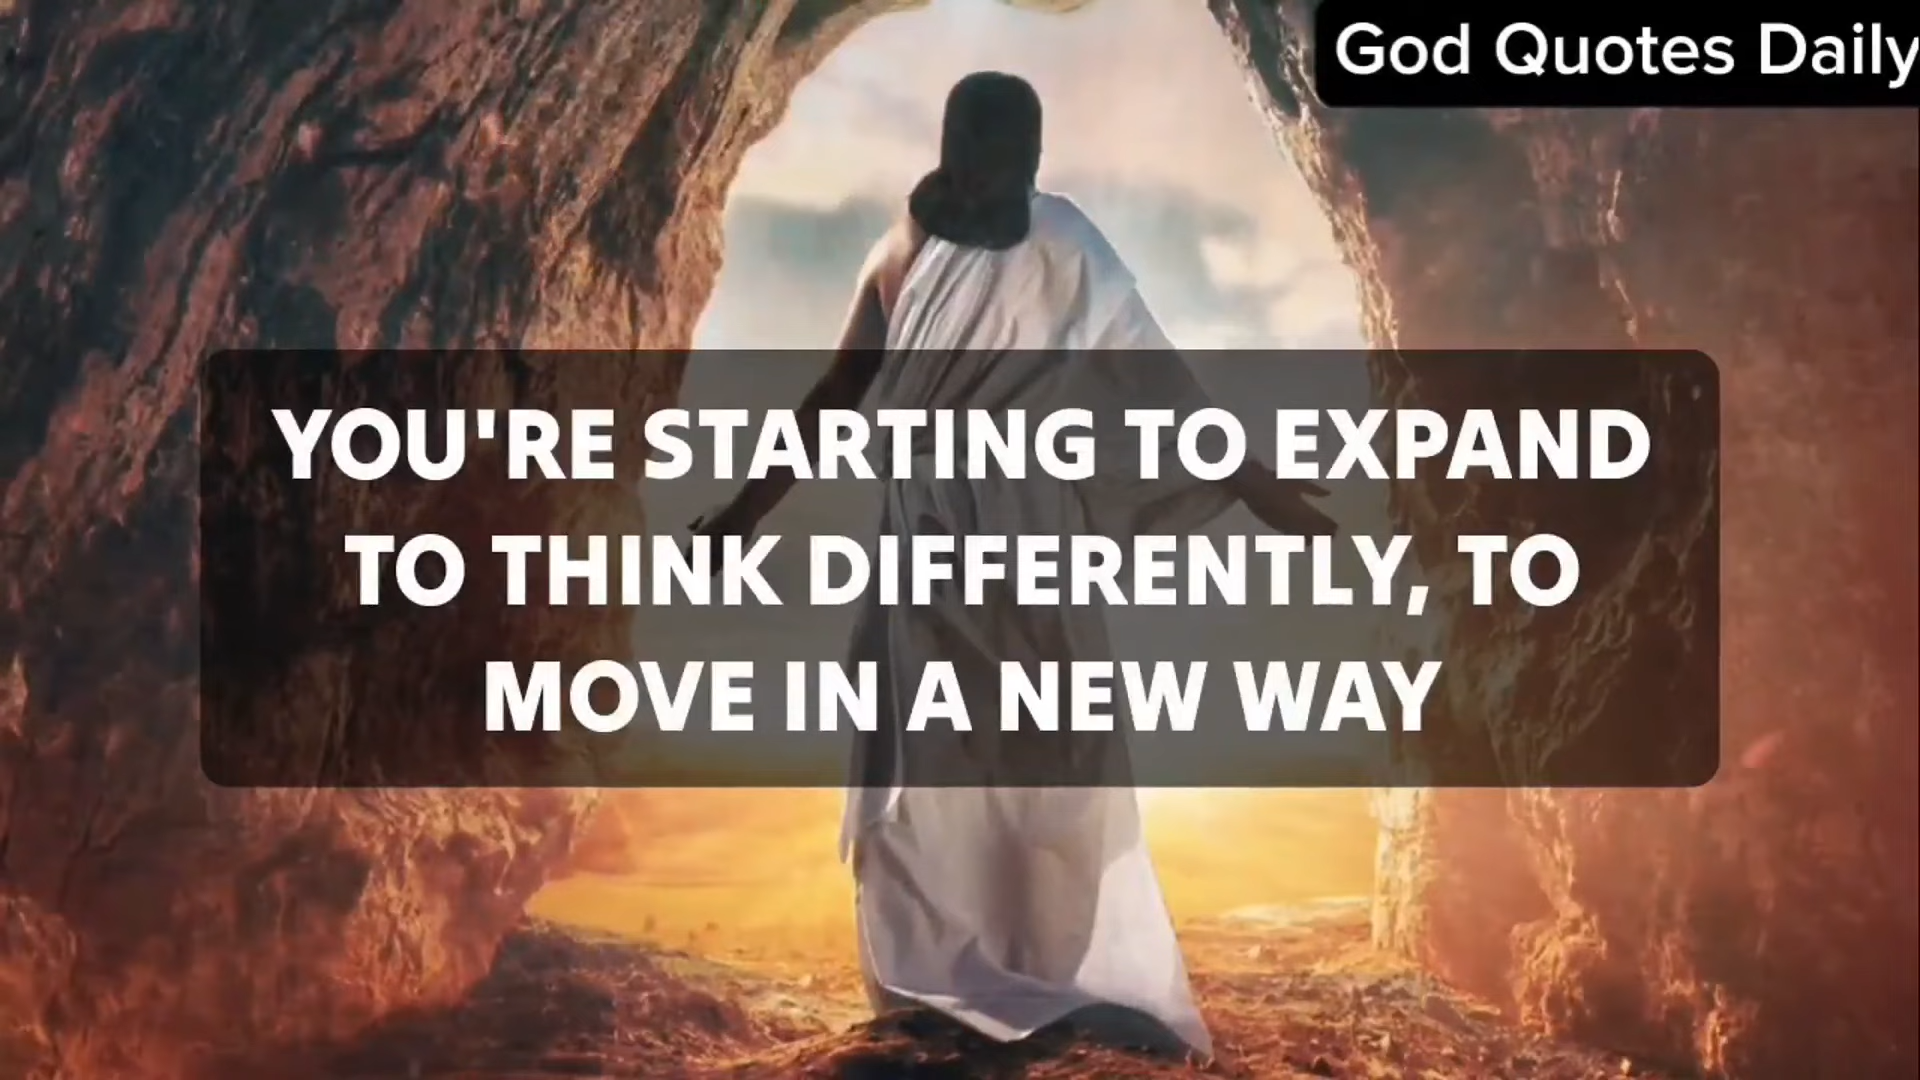 God Quotes Daily
YOU'RE STARTING TO EXPAND
TO THINK DIFFERENTLY, TO
MOVE IN A NEW WAY